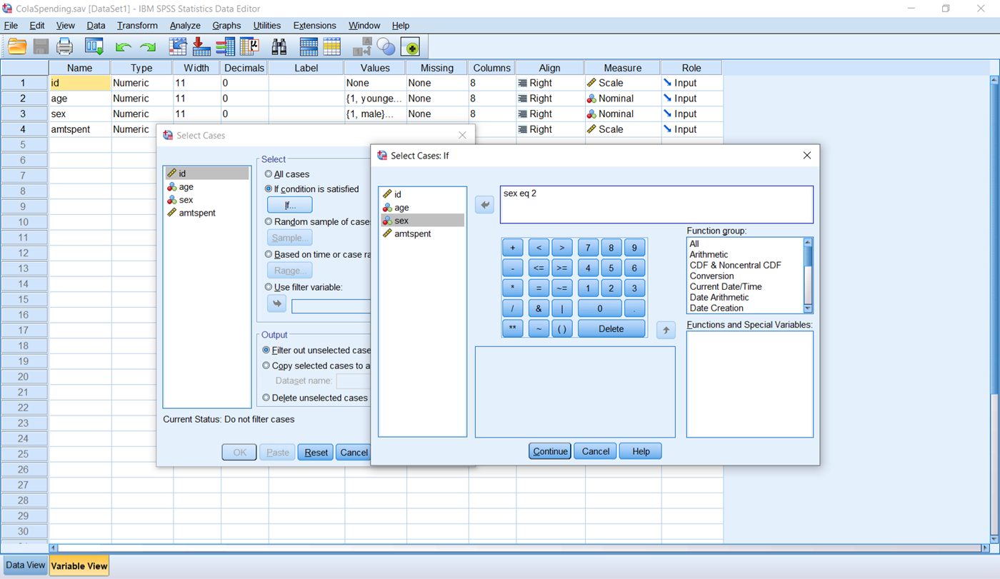 ColaSpending.sav [DataSet1] - IBM SPSS Statistics Data Editor
File Edit View Data Transform Analyze Graphs Utilities Extensions Window Help
Name Type Width Decimals Label Values Missing Columns Align Measure Role
1 id Numeric 11 0 None None 8 Right Scale Input
2 age Numeric 11 0 {1, younge... None 8 Right Nominal Input
3 sex Numeric 11 0 {1, male}... None 8 Right Nominal Input
4 amtspent Numeric Right Scale Input
5
6
7
8
9
10
11
12
13
14
15
16
17
18
19
20
21
22
23
24
25
26
27
28
29
30
Select Cases
id
age
sex
amtspent
Select
All cases
If condition is satisfied
If...
Random sample of cases
Sample...
Based on time or case ra
Range...
Use filter variable:
Output
Filter out unselected case
Copy selected cases to a
Dataset name:
Delete unselected cases
Current Status: Do not filter cases
OK Paste Reset Cancel
Select Cases: If
id
age
sex
amtspent
sex eq 2
+ < > 7 8 9
- <= >= 4 5 6
* = ~= 1 2 3
/ & | 0 .
** ~ ( ) Delete
Function group:
All
Arithmetic
CDF & Noncentral CDF
Conversion
Current Date/Time
Date Arithmetic
Date Creation
Functions and Special Variables:
Continue Cancel Help
Data View Variable View